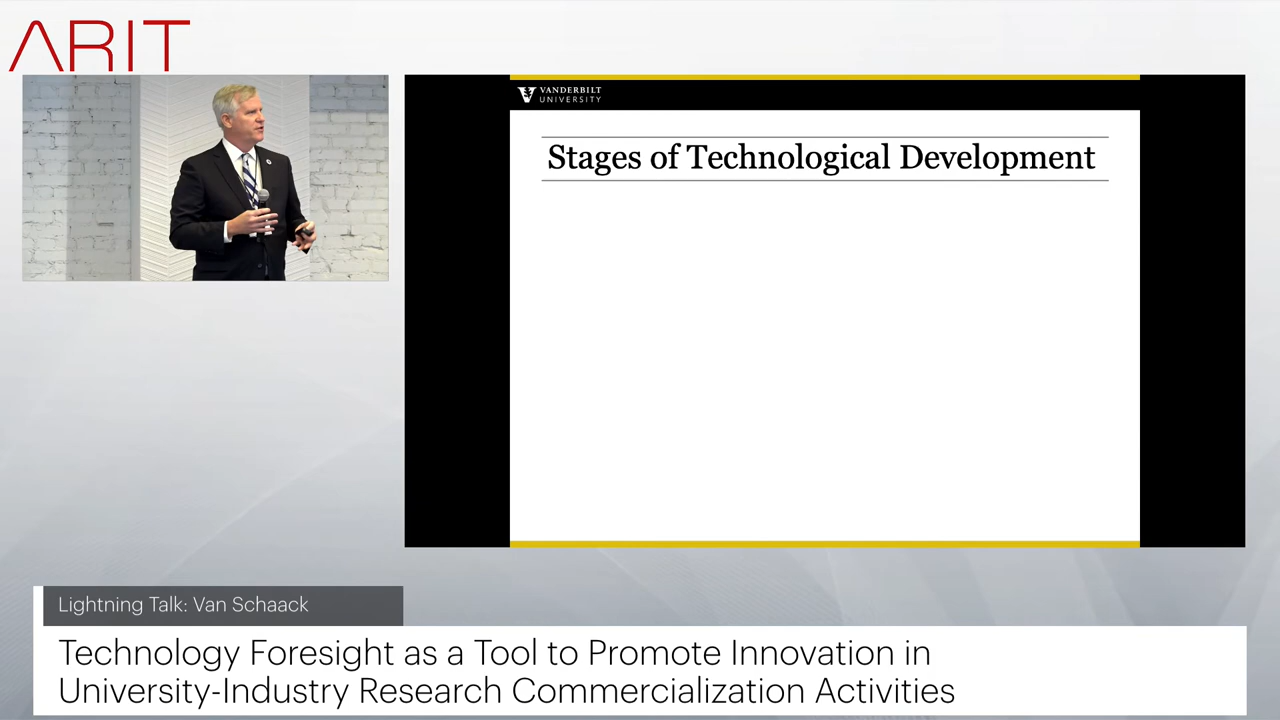 ARIT
VANDERBILT
UNIVERSITY
Stages of Technological Development
Lightning Talk: Van Schaack
Technology Foresight as a Tool to Promote Innovation in
University-Industry Research Commercialization Activities